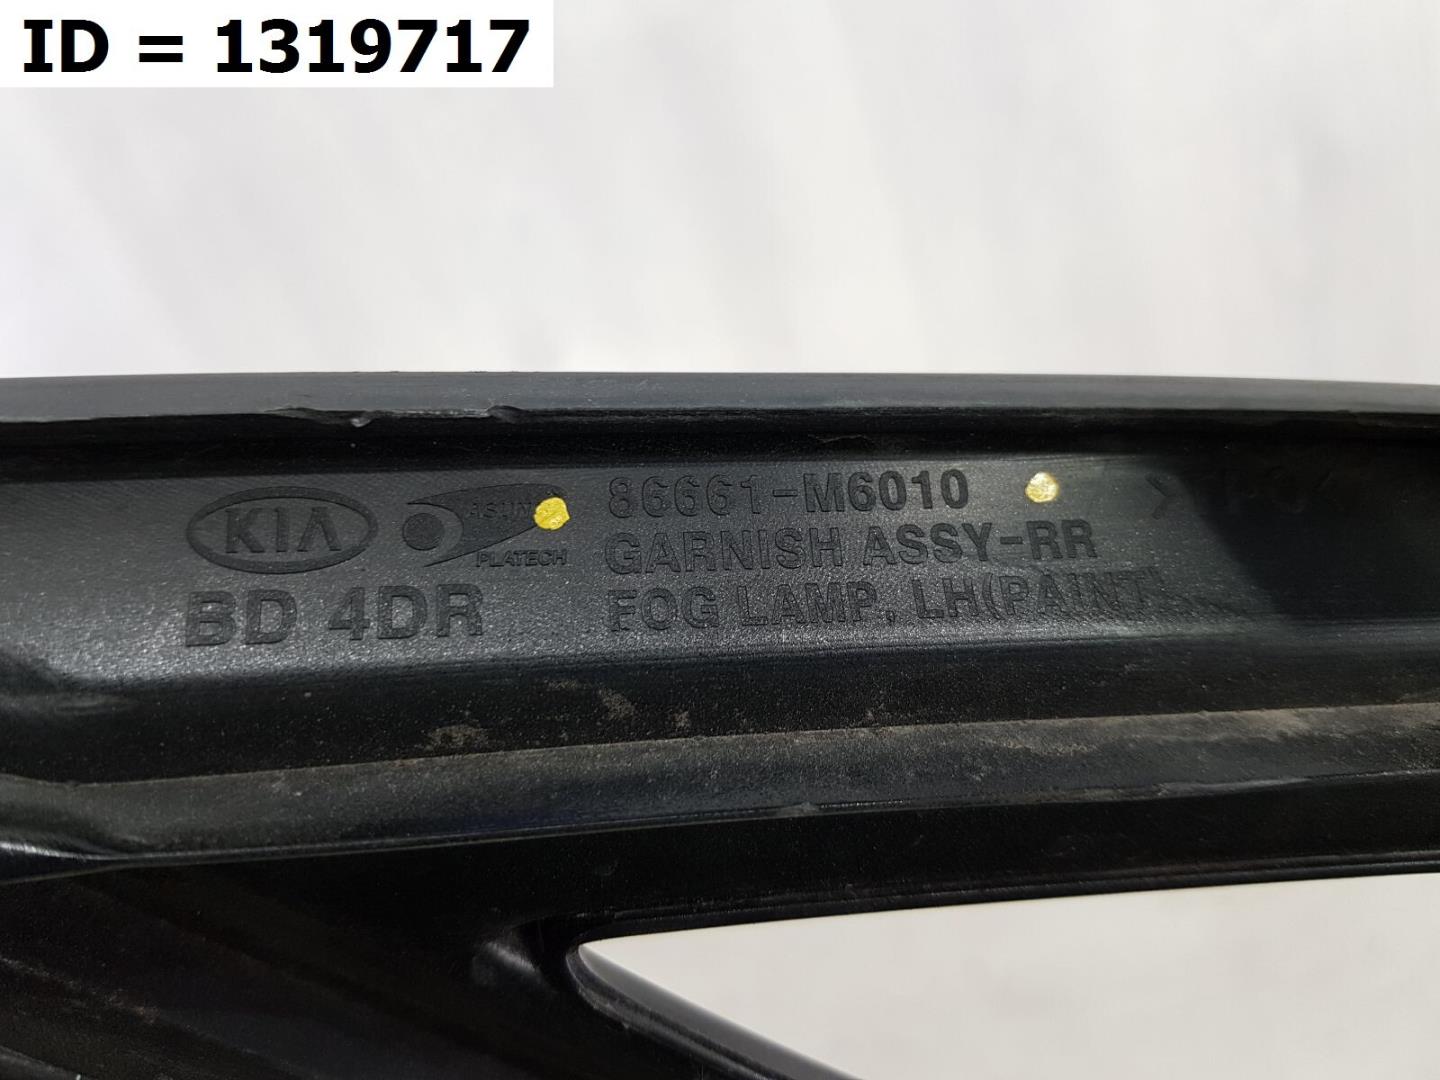 ID = 1319717
KIA
PLATECH
BD 4DR
86661-M6010
GARNISH ASSY-RR
FOG LAMP, LH(PAINT